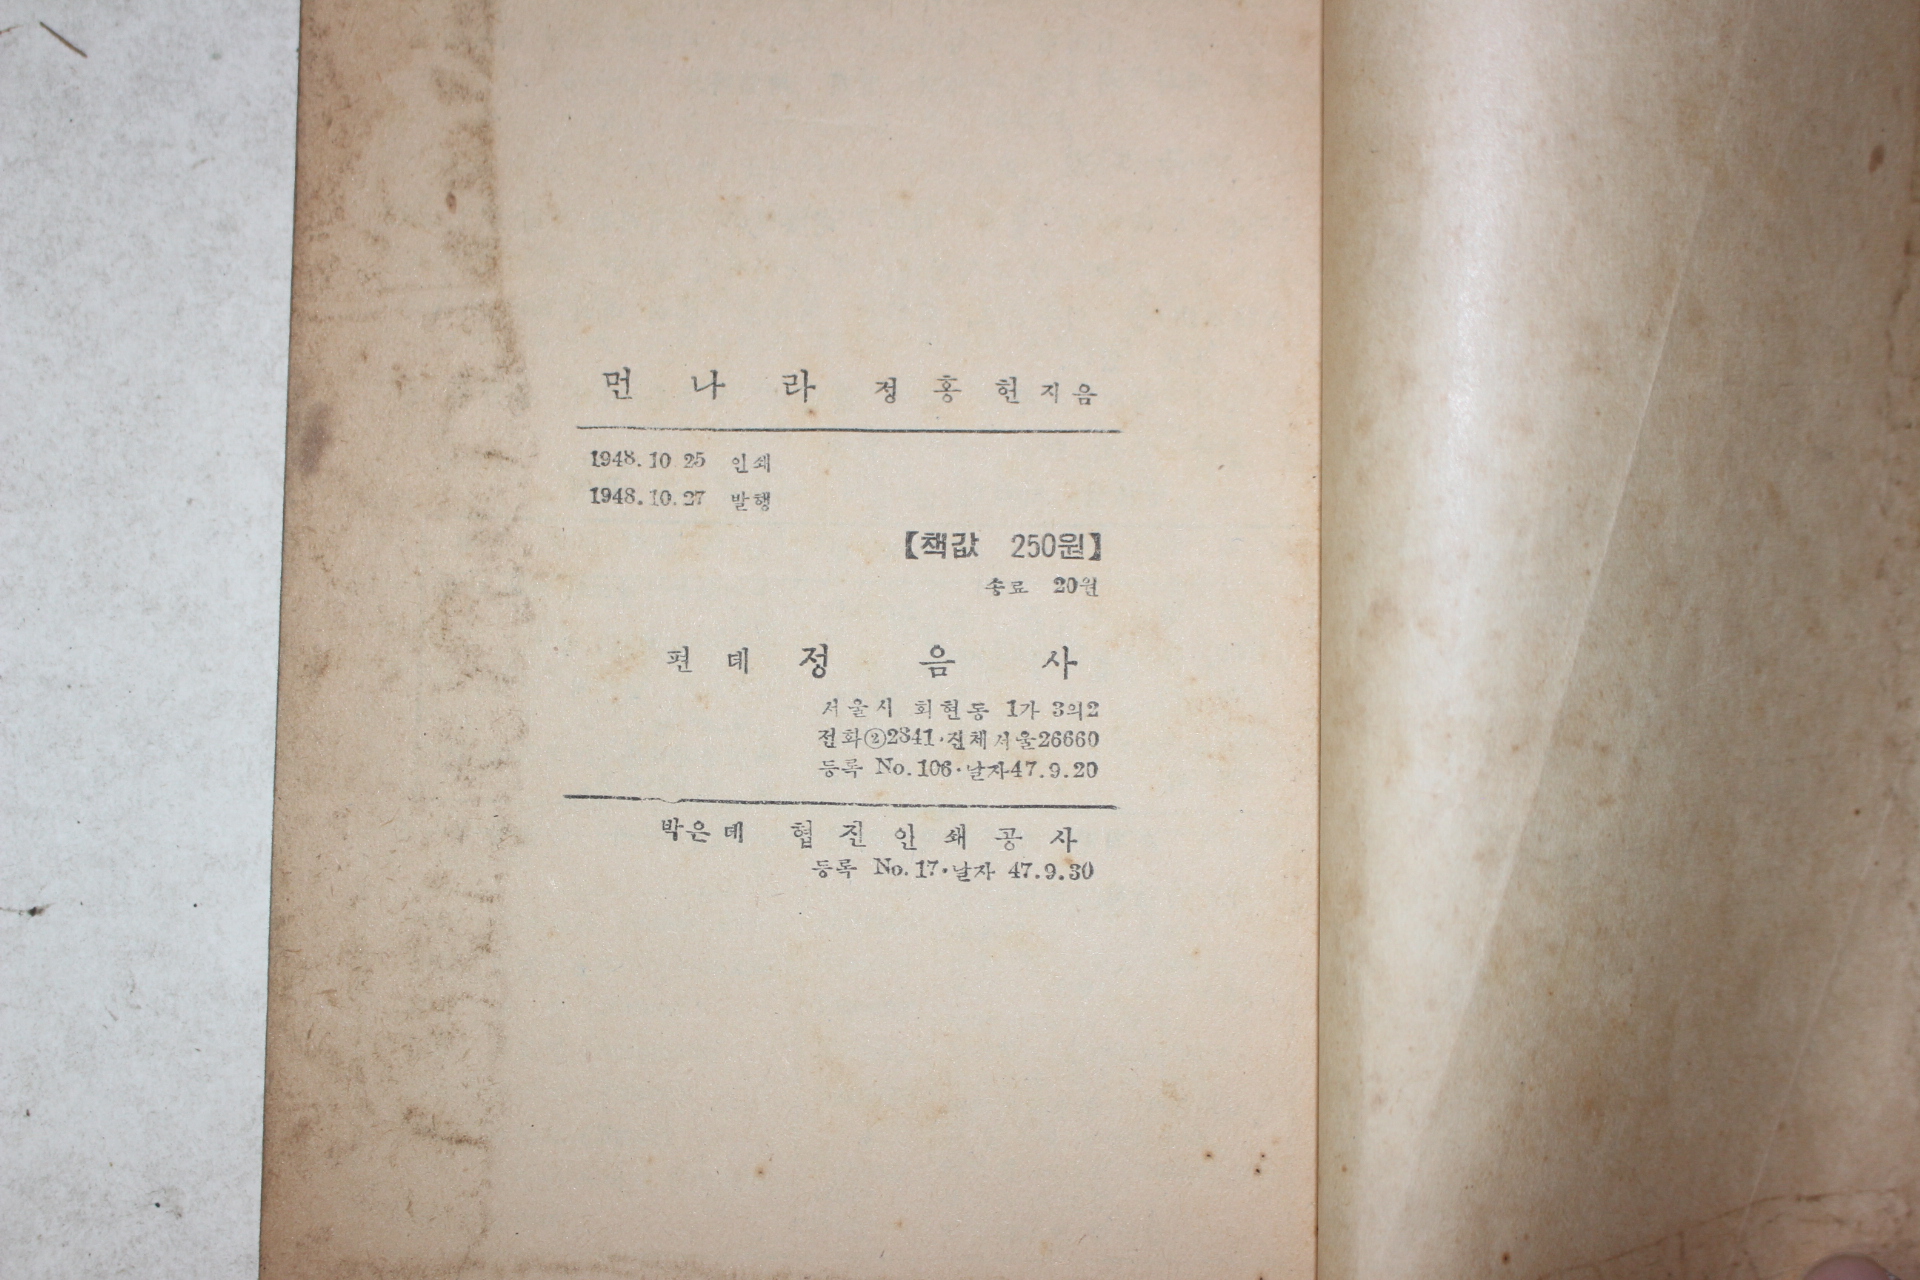 먼 나 라 정 홍 헌 지음
1948.10 25 인쇄
1948.10.27 발행
【책값 250원】
송료 20원
편 데 정 음 사
서울시 회현동 1가 3의2
전화②2341·진체서울26660
등록 No.106·날자47.9.20
박은데 협진인쇄공사
등록 No.17·날자 47.9.30